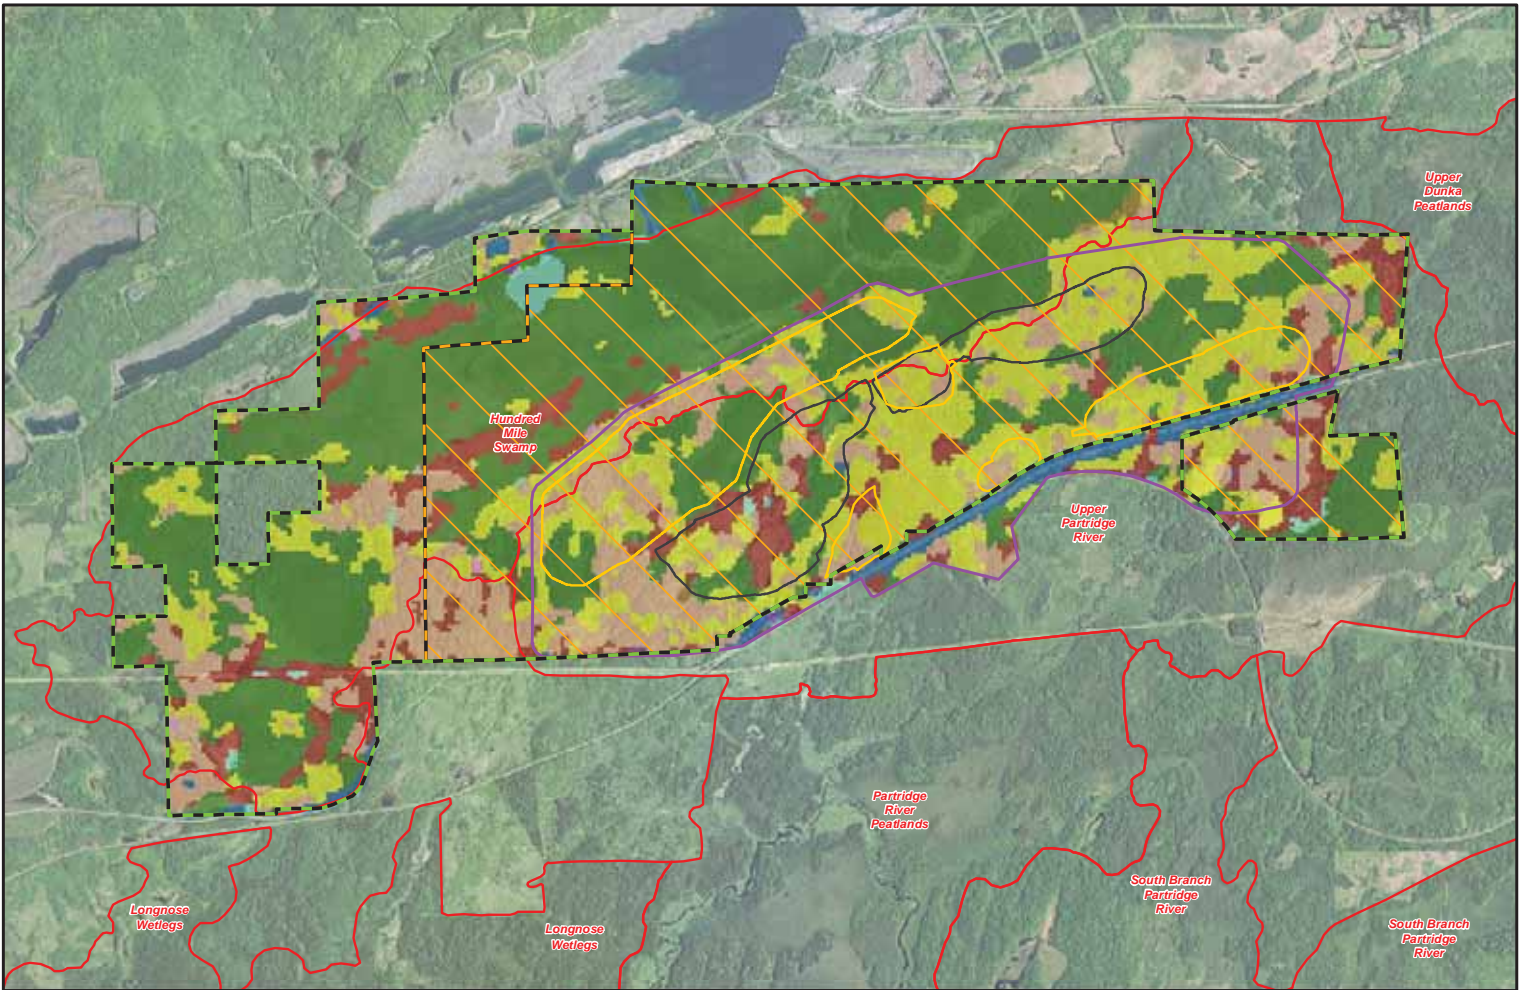 Upper
Dunka
Peatlands
Hundred
Mile
Swamp
Upper
Partridge
River
Partridge
River
Peatlands
South Branch
Partridge
River
Longnose
Wetlegs
Longnose
Wetlegs
South Branch
Partridge
River